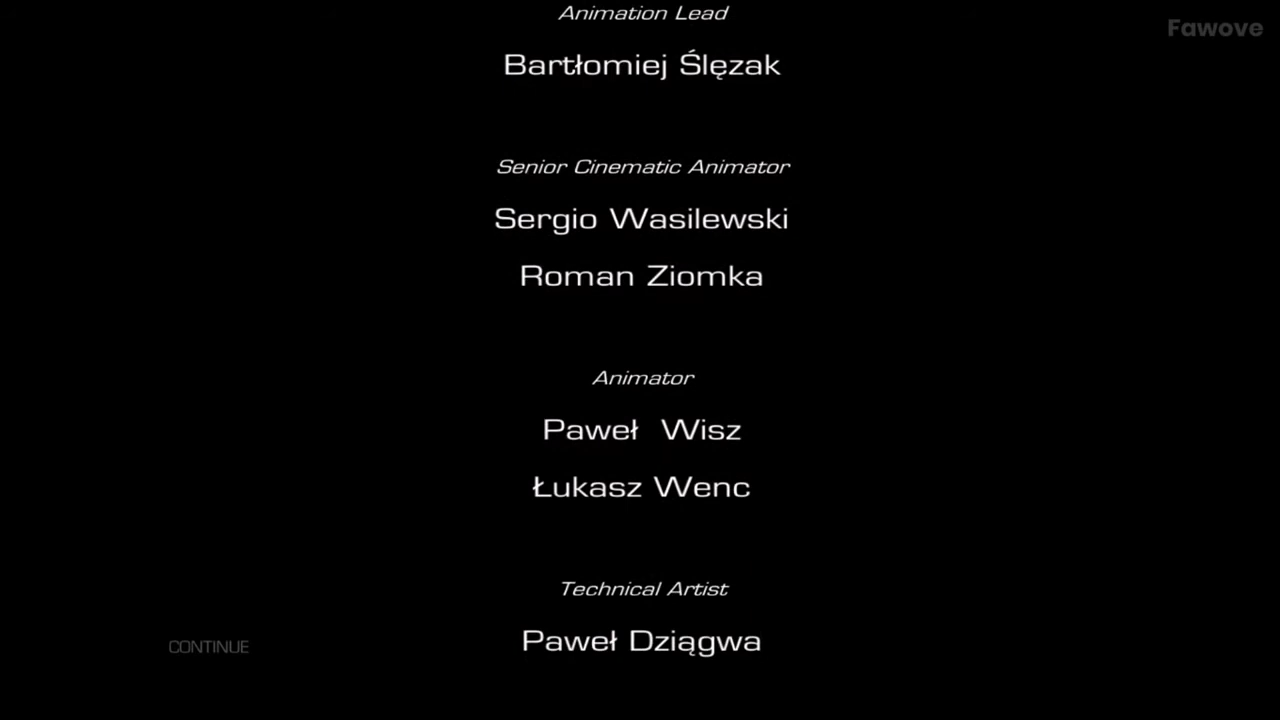 Animation Lead
Fawove
Bartłomiej Ślęzak
Senior Cinematic Animator
Sergio Wasilewski
Roman Ziomka
Animator
Paweł  Wisz
Łukasz Wenc
Technical Artist
Paweł Dziągwa
CONTINUE